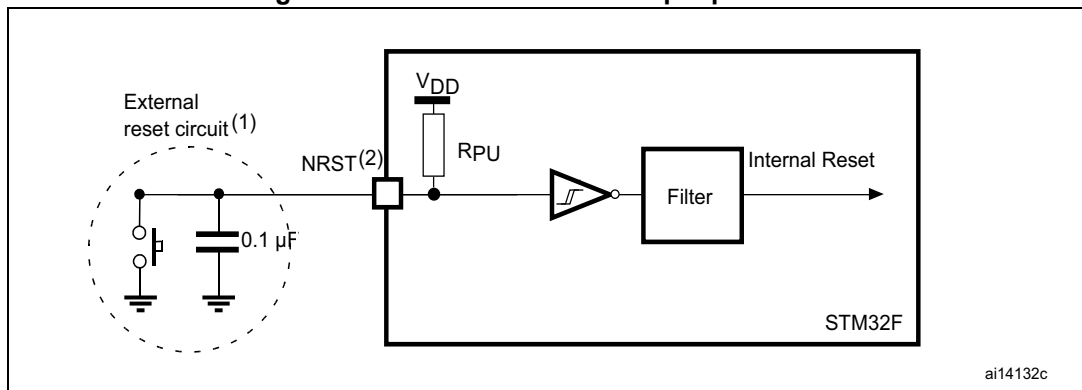 VDD
External
reset circuit(1)
NRST(2)
RPU
Internal Reset
Filter
0.1 µF
STM32F
ai14132c